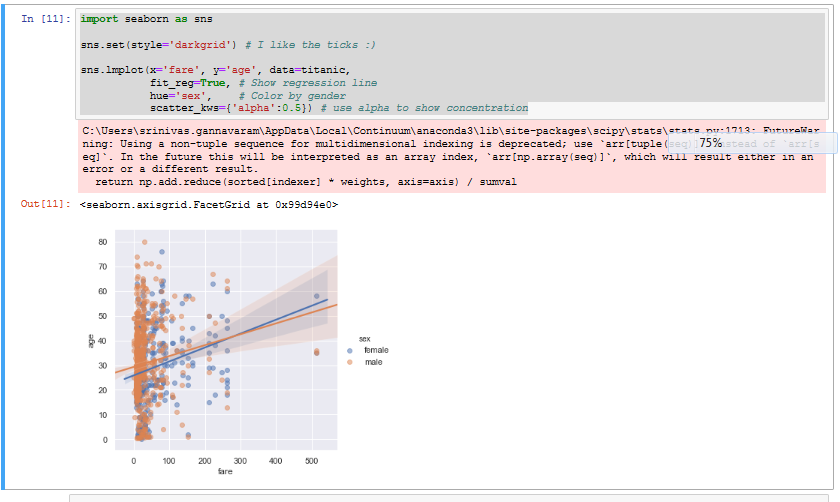 In [11]: import seaborn as sns
sns.set(style='darkgrid') # I like the ticks :)
sns.lmplot(x='fare', y='age', data=titanic,
fit_reg=True, # Show regression line
hue='sex', # Color by gender
scatter_kws={'alpha':0.5}) # use alpha to show concentration
C:\Users\srinivas.gannavaram\AppData\Local\Continuum\anaconda3\lib\site-packages\scipy\stats\stats.py:1713: FutureWar
ning: Using a non-tuple sequence for multidimensional indexing is deprecated; use `arr[tuple(seq)]` instead of `arr[s
75%
eq]`. In the future this will be interpreted as an array index, `arr[np.array(seq)]`, which will result either in an
error or a different result.
return np.add.reduce(sorted[indexer] * weights, axis=axis) / sumval
Out[11]: <seaborn.axisgrid.FacetGrid at 0x99d94e0>
80
70
60
50
40
30
20
10
0
age
0 100 200 300 400 500
fare
sex
female
male